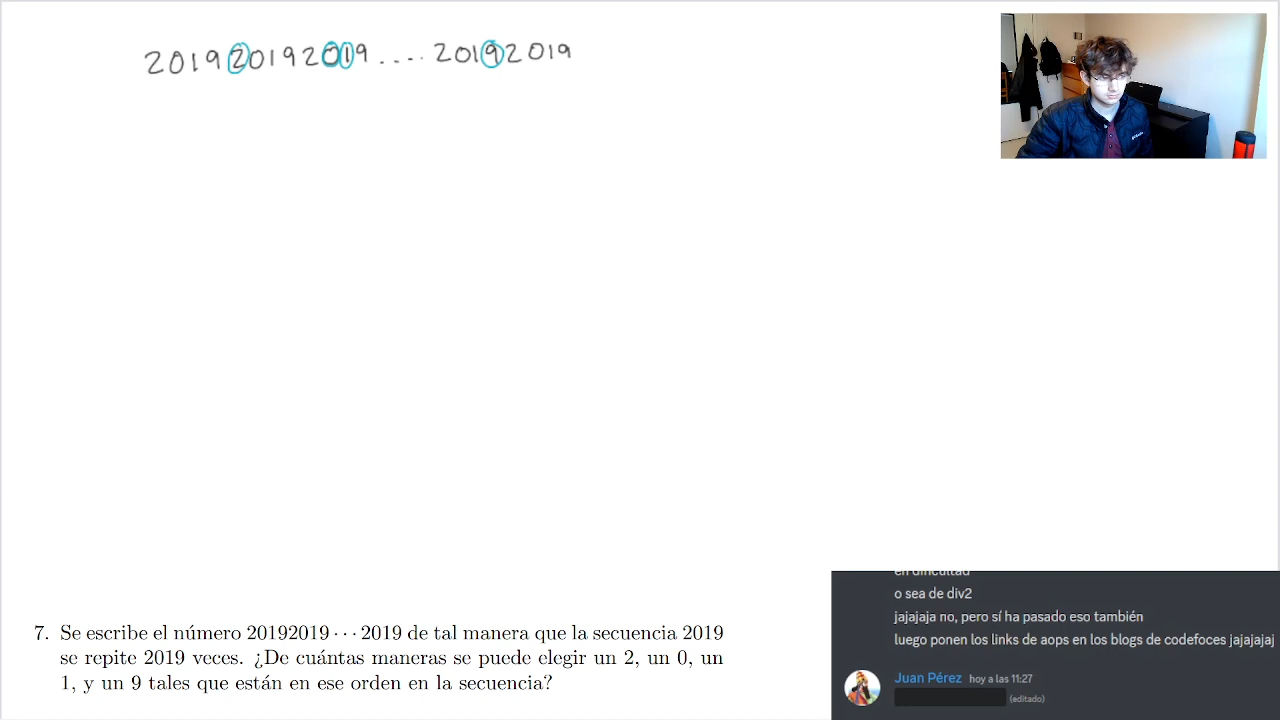 201920192019....20192019
en dificultad
o sea de div2
jajajaja no, pero sí ha pasado eso también
luego ponen los links de aops en los blogs de codefoces jajajajaj
Juan Pérez hoy a las 11:27
(editado)
7. Se escribe el número 20192019 · · · 2019 de tal manera que la secuencia 2019
se repite 2019 veces. ¿De cuántas maneras se puede elegir un 2, un 0, un
1, y un 9 tales que están en ese orden en la secuencia?